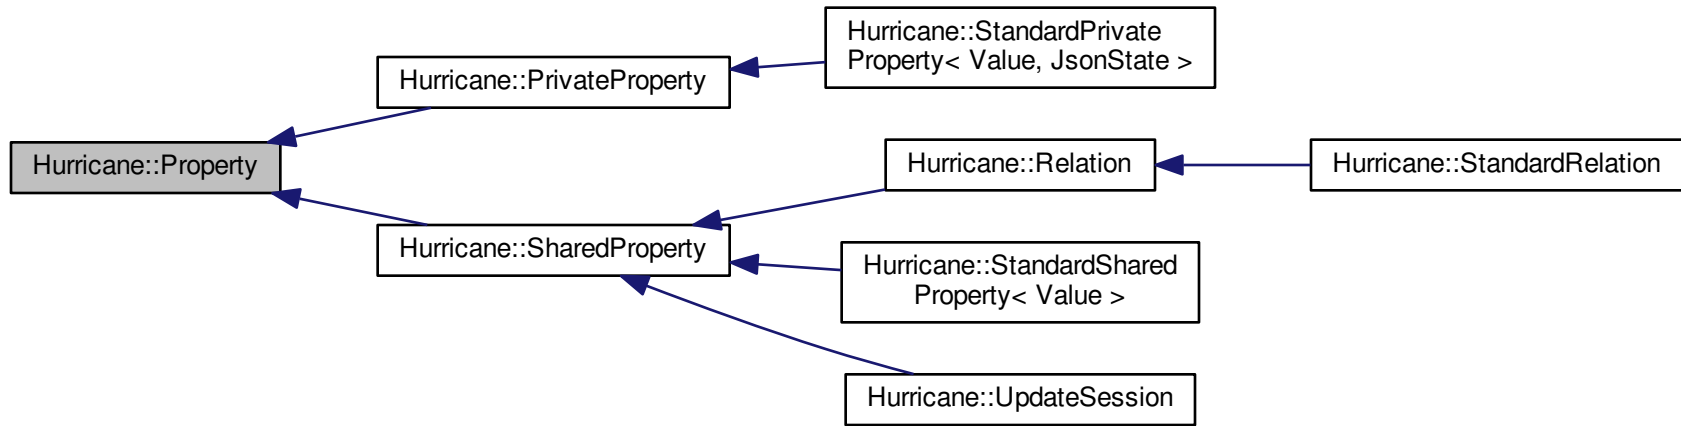 Hurricane::StandardPrivate
Property< Value, JsonState >
Hurricane::PrivateProperty
Hurricane::Property
Hurricane::Relation
Hurricane::StandardRelation
Hurricane::SharedProperty
Hurricane::StandardShared
Property< Value >
Hurricane::UpdateSession